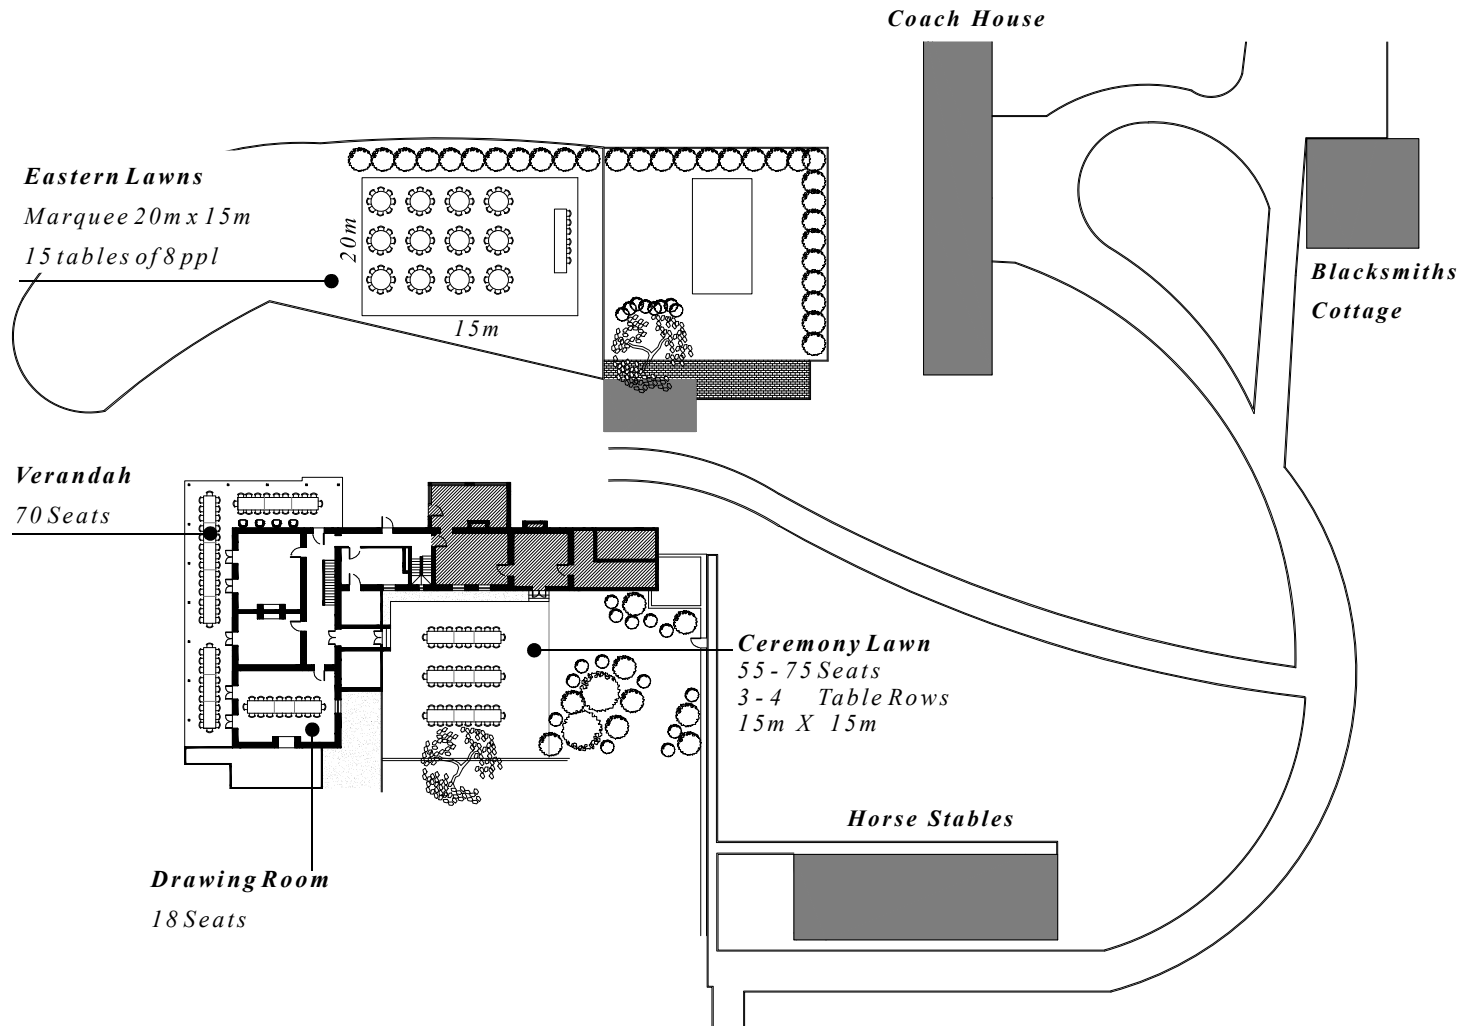 Coach House
Eastern Lawns
Marquee 20m x 15m
15 tables of 8 ppl
20m
15m
Blacksmiths
Cottage
Verandah
70 Seats
Ceremony Lawn
55 - 75 Seats
3 - 4 Table Rows
15m X 15m
Horse Stables
Drawing Room
18 Seats